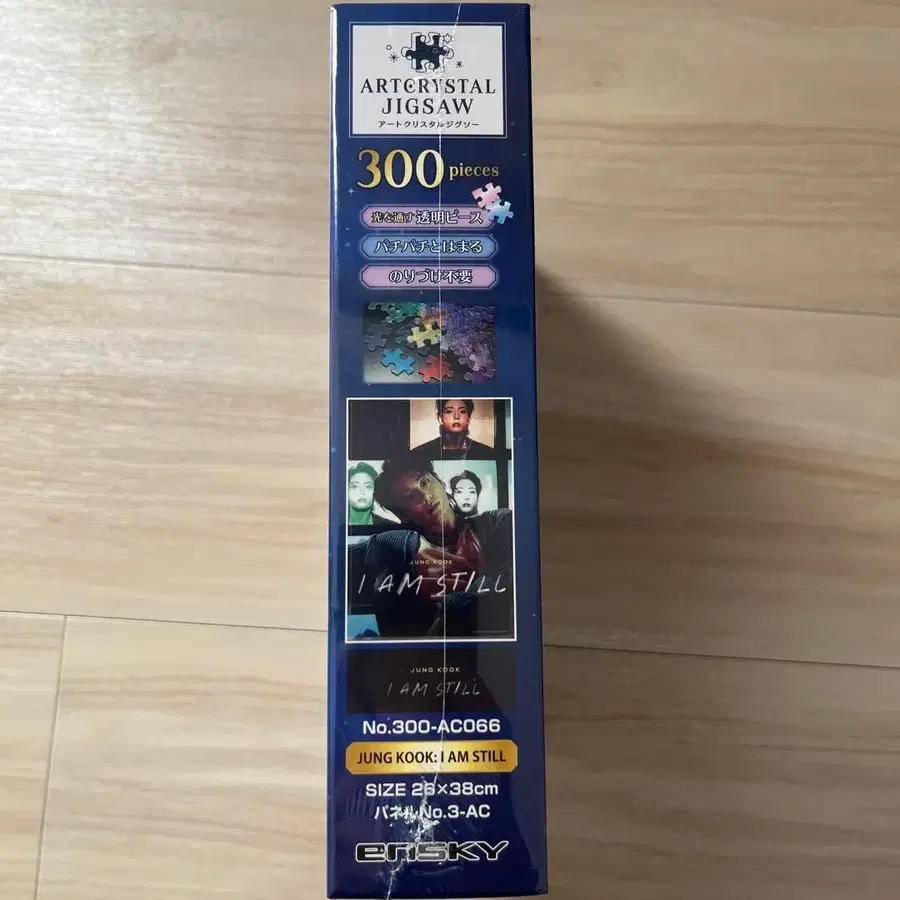 ARTCRYSTAL
JIGSAW
アートクリスタルジグソー
300 pieces
光を通す透明ピース
パチパチとはまる
のりづけ不要
JUNG KOOK
I AM STILL
JUNG KOOK
I AM STILL
No.300-AC066
JUNG KOOK: I AM STILL
SIZE 26×38cm
パネルNo.3-AC
ensky